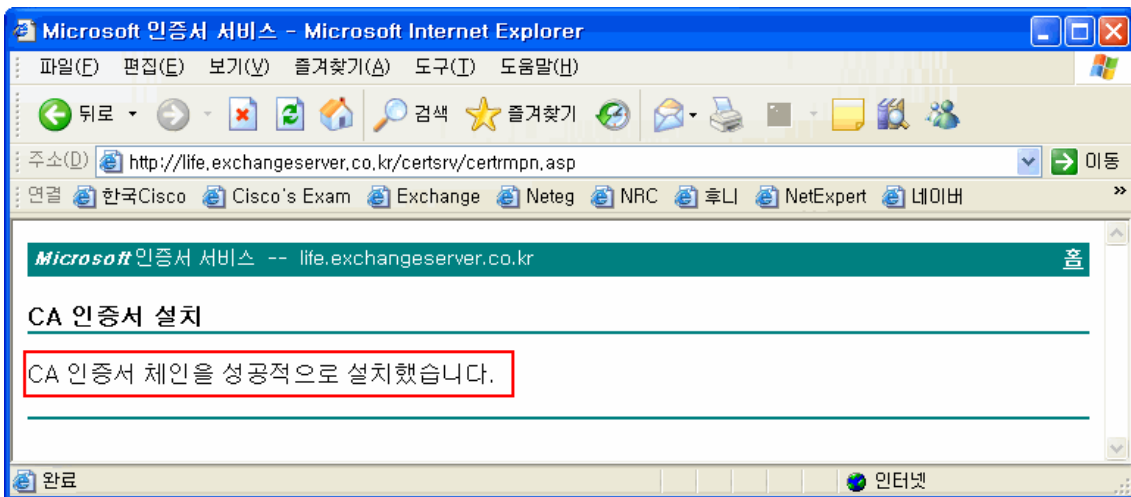 Microsoft 인증서 서비스 - Microsoft Internet Explorer
파일(F) 편집(E) 보기(V) 즐겨찾기(A) 도구(T) 도움말(H)
뒤로 검색 즐겨찾기
주소(D) http://life.exchangeserver.co.kr/certsrv/certrmpn.asp 이동
연결 한국Cisco Cisco's Exam Exchange Neteg NRC 후니 NetExpert 네이버 »
Microsoft 인증서 서비스 -- life.exchangeserver.co.kr 홈
CA 인증서 설치
CA 인증서 체인을 성공적으로 설치했습니다.
완료 인터넷